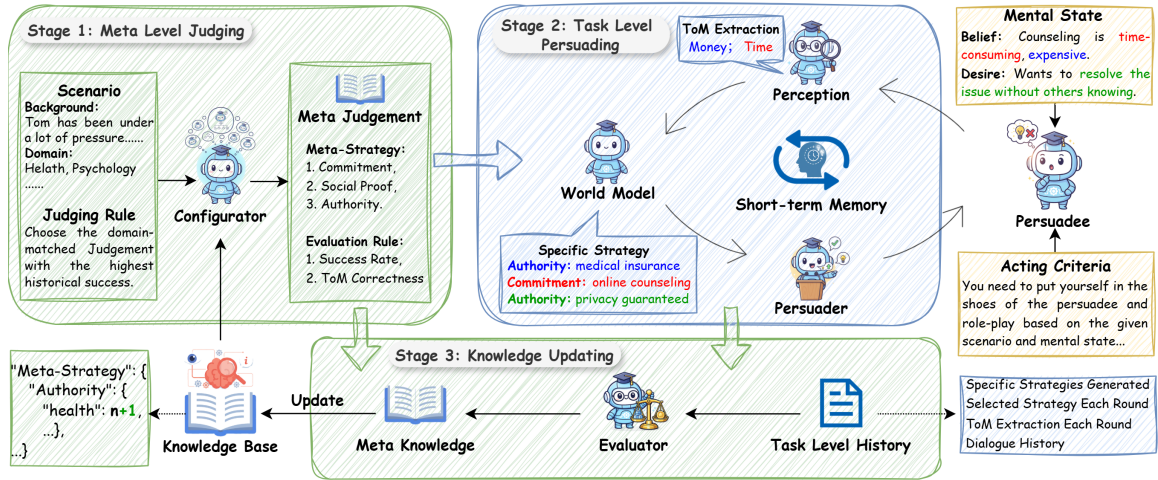 Stage 1: Meta Level Judging
Scenario
Background:
Tom has been under
a lot of pressure......
Domain:
Helath, Psychology
......
Judging Rule
Choose the domain-
matched Judgement
with the highest
historical success.
Configurator
Meta Judgement
Meta-Strategy:
1. Commitment,
2. Social Proof,
3. Authority.
Evaluation Rule:
1. Success Rate,
2. ToM Correctness
Stage 2: Task Level
Persuading
ToM Extraction
Money; Time
Perception
World Model
Short-term Memory
Specific Strategy
Authority: medical insurance
Commitment: online counseling
Authority: privacy guaranteed
Persuader
Mental State
Belief: Counseling is time-
consuming, expensive.
Desire: Wants to resolve the
issue without others knowing.
Persuadee
Acting Criteria
You need to put yourself in the
shoes of the persuadee and
role-play based on the given
scenario and mental state...
Stage 3: Knowledge Updating
"Meta-Strategy": {
"Authority": {
"health": n+1,
...},
...}
Knowledge Base
Update
Meta Knowledge
Evaluator
Task Level History
Specific Strategies Generated
Selected Strategy Each Round
ToM Extraction Each Round
Dialogue History